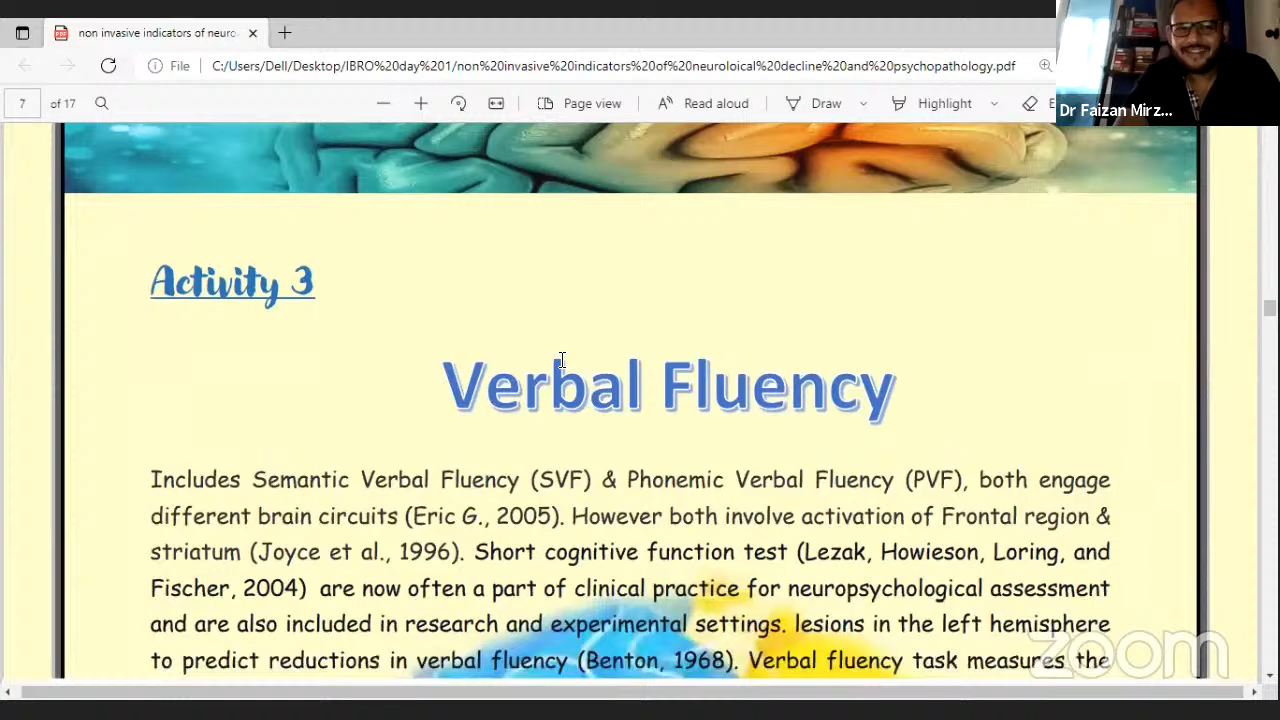 non invasive indicators of neuro
File
C:/Users/Dell/Desktop/IBRO%20day%201/non%20invasive%20indicators%20of%20neuroloical%20decline%20and%20psychopathology.pdf
7 of 17
Page view
Read aloud
Draw
Highlight
Dr Faizan Mirz...
Activity 3
Verbal Fluency
Includes Semantic Verbal Fluency (SVF) & Phonemic Verbal Fluency (PVF), both engage
different brain circuits (Eric G., 2005). However both involve activation of Frontal region &
striatum (Joyce et al., 1996). Short cognitive function test (Lezak, Howieson, Loring, and
Fischer, 2004) are now often a part of clinical practice for neuropsychological assessment
and are also included in research and experimental settings. lesions in the left hemisphere
to predict reductions in verbal fluency (Benton, 1968). Verbal fluency task measures the
zoom